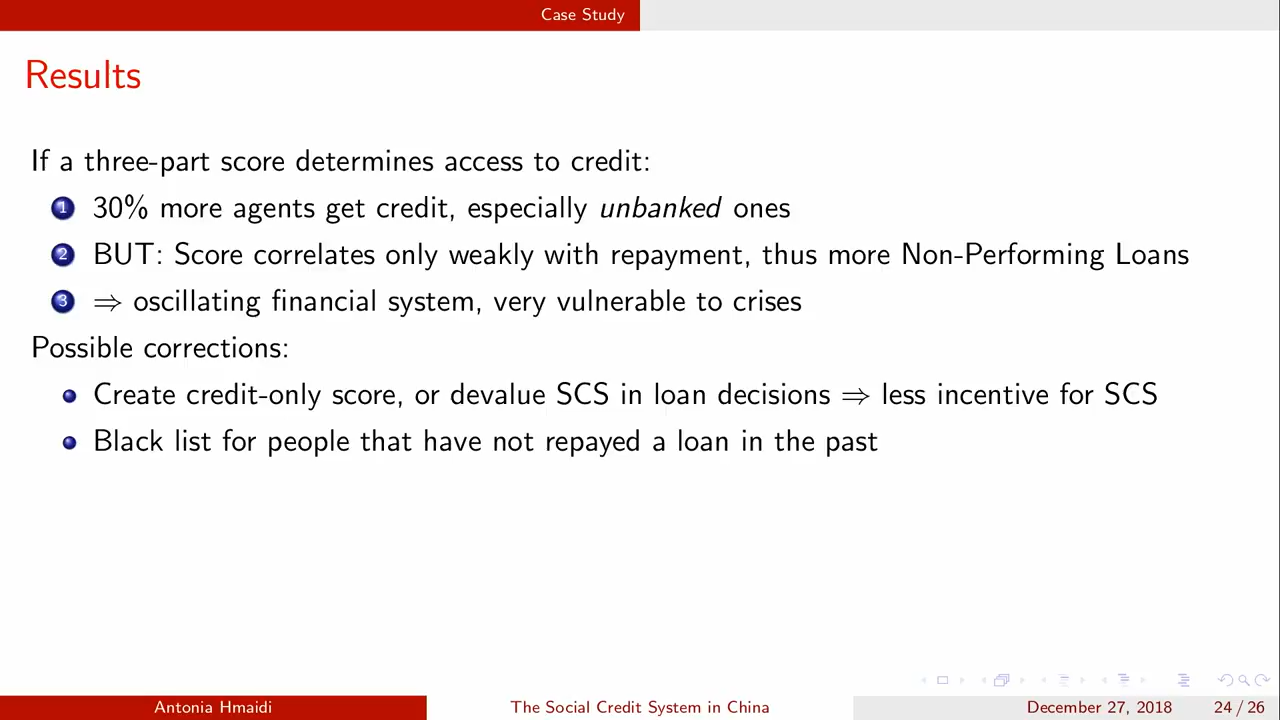 Case Study
Results
If a three-part score determines access to credit:
1 30% more agents get credit, especially unbanked ones
2 BUT: Score correlates only weakly with repayment, thus more Non-Performing Loans
3 ⇒ oscillating financial system, very vulnerable to crises
Possible corrections:
Create credit-only score, or devalue SCS in loan decisions ⇒ less incentive for SCS
Black list for people that have not repayed a loan in the past
Antonia Hmaidi The Social Credit System in China December 27, 2018 24 / 26